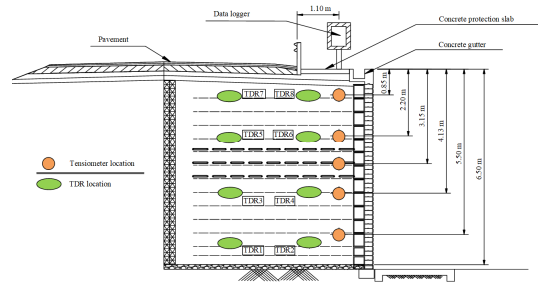 1.10 m
Data logger
Concrete protection slab
Pavement
Concrete gutter
TDR7
TDR8
0.85 m
2.20 m
3.15 m
4.13 m
5.50 m
6.50 m
TDR5
TDR6
Tensiometer location
TDR location
TDR3
TDR4
TDR1
TDR2